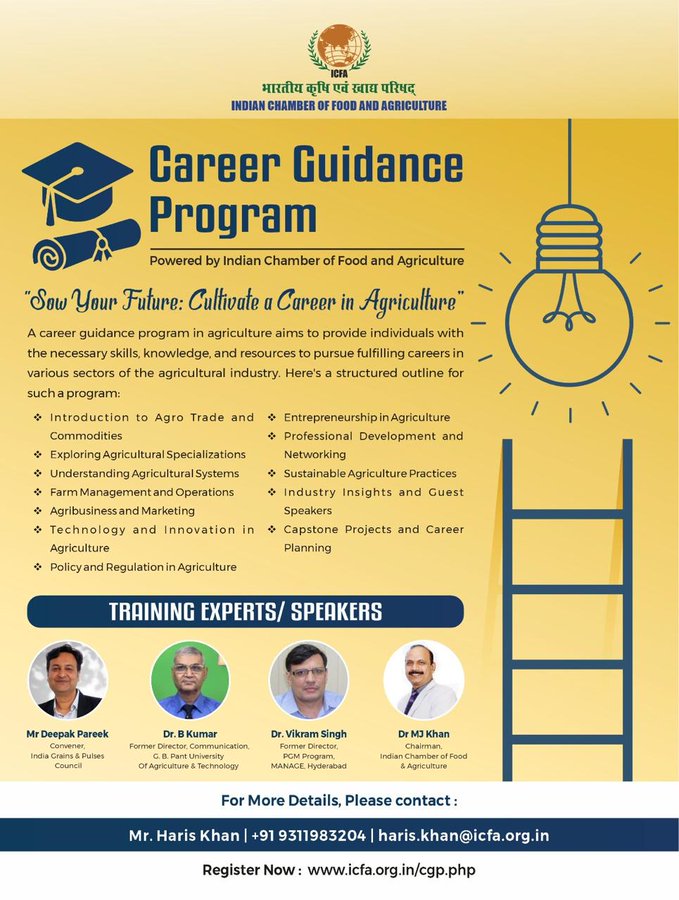 ICFA
भारतीय कृषि एवं खाद्य परिषद्
INDIAN CHAMBER OF FOOD AND AGRICULTURE
Career Guidance
Program
Powered by Indian Chamber of Food and Agriculture
"Sow Your Future: Cultivate a Career in Agriculture"
A career guidance program in agriculture aims to provide individuals with
the necessary skills, knowledge, and resources to pursue fulfilling careers in
various sectors of the agricultural industry. Here's a structured outline for
such a program:
❖ Introduction to Agro Trade and
Commodities
❖ Exploring Agricultural Specializations
❖ Understanding Agricultural Systems
❖ Farm Management and Operations
❖ Agribusiness and Marketing
❖ Technology and Innovation in
Agriculture
❖ Policy and Regulation in Agriculture
❖ Entrepreneurship in Agriculture
❖ Professional Development and
Networking
❖ Sustainable Agriculture Practices
❖ Industry Insights and Guest
Speakers
❖ Capstone Projects and Career
Planning
TRAINING EXPERTS/ SPEAKERS
Mr Deepak Pareek
Convener,
India Grains & Pulses
Council
Dr. B Kumar
Former Director, Communication,
G. B. Pant University
Of Agriculture & Technology
Dr. Vikram Singh
Former Director,
PGM Program,
MANAGE, Hyderabad
Dr MJ Khan
Chairman,
Indian Chamber of Food
& Agriculture
For More Details, Please contact :
Mr. Haris Khan | +91 9311983204 | haris.khan@icfa.org.in
Register Now : www.icfa.org.in/cgp.php